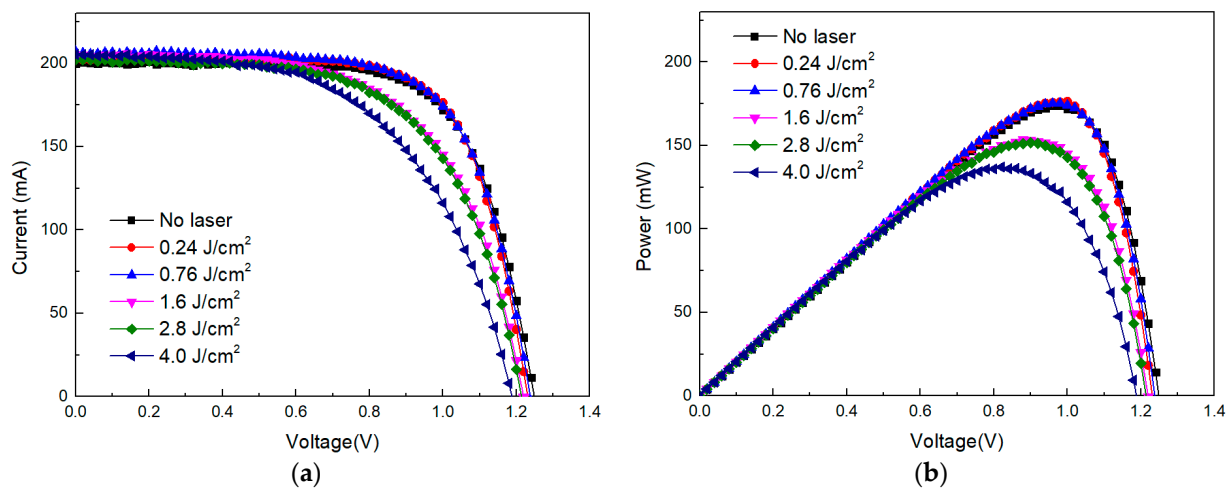 200
150
100
50
0
Current (mA)
No laser
0.24 J/cm²
0.76 J/cm²
1.6 J/cm²
2.8 J/cm²
4.0 J/cm²
0.0 0.2 0.4 0.6 0.8 1.0 1.2 1.4
Voltage(V)
(a)
200
150
100
50
0
Power (mW)
No laser
0.24 J/cm²
0.76 J/cm²
1.6 J/cm²
2.8 J/cm²
4.0 J/cm²
0.0 0.2 0.4 0.6 0.8 1.0 1.2 1.4
Voltage(V)
(b)